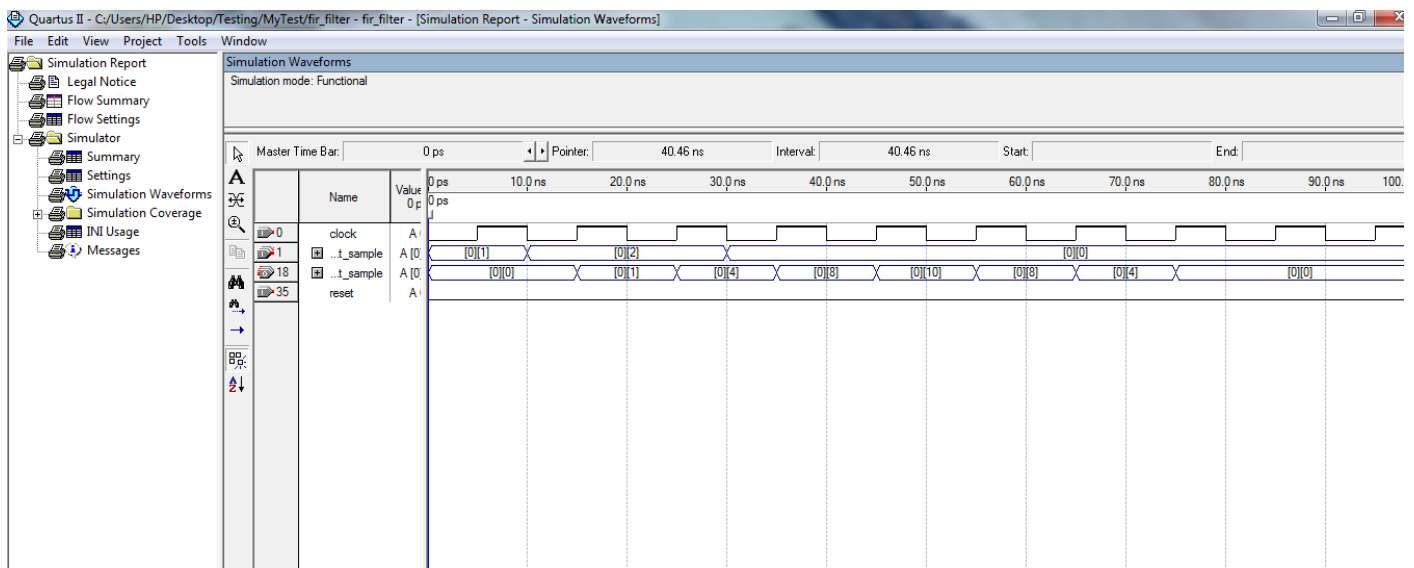 Quartus II - C:/Users/HP/Desktop/Testing/MyTest/fir_filter - fir_filter - [Simulation Report - Simulation Waveforms]
File Edit View Project Tools Window
Simulation Report
Legal Notice
Flow Summary
Flow Settings
Simulator
Summary
Settings
Simulation Waveforms
Simulation Coverage
INI Usage
Messages
Simulation Waveforms
Simulation mode: Functional
Master Time Bar: 0 ps Pointer: 40.46 ns Interval: 40.46 ns Start: End:
Name Value 0 ps 10.0 ns 20.0 ns 30.0 ns 40.0 ns 50.0 ns 60.0 ns 70.0 ns 80.0 ns 90.0 ns 100.
0 p 0 ps
0 clock A
1 ...t_sample A [0 [0][1] [0][2] [0][0]
18 ...t_sample A [0 [0][0] [0][1] [0][4] [0][8] [0][10] [0][8] [0][4] [0][0]
35 reset A